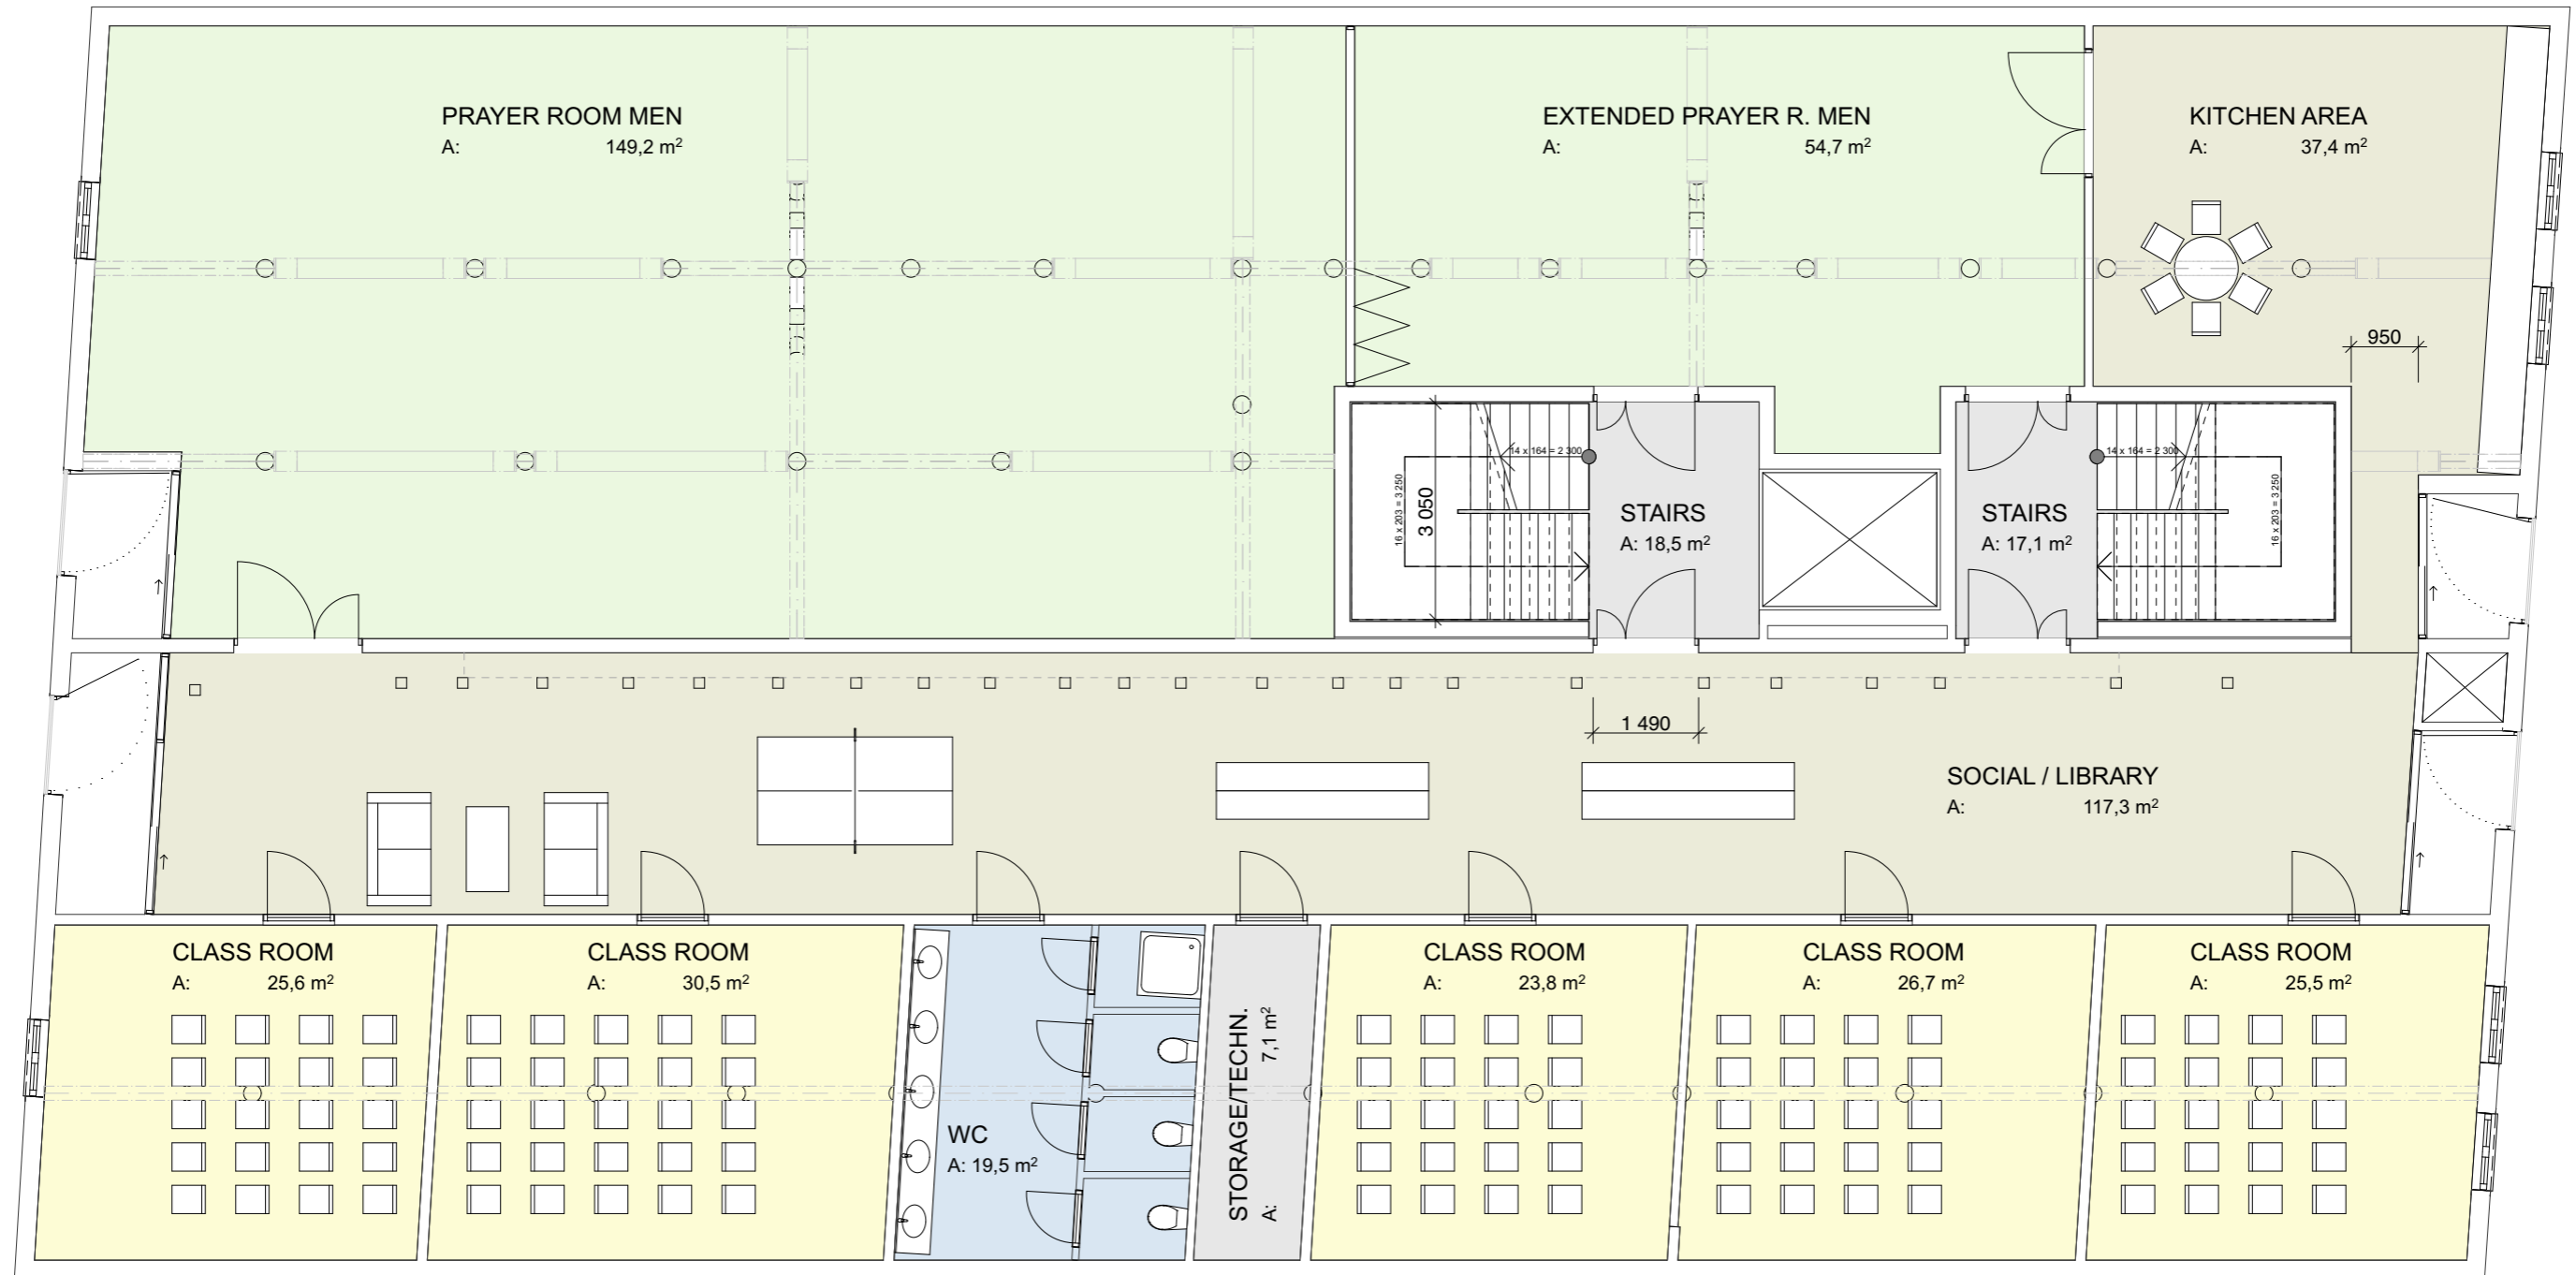 PRAYER ROOM MEN
A: 149,2 m²
EXTENDED PRAYER R. MEN
A: 54,7 m²
KITCHEN AREA
A: 37,4 m²
950
14 x 164 = 2 300
16 x 203 = 3 250
3 050
STAIRS
A: 18,5 m²
STAIRS
A: 17,1 m²
14 x 164 = 2 300
16 x 203 = 3 250
1 490
SOCIAL / LIBRARY
A: 117,3 m²
CLASS ROOM
A: 25,6 m²
CLASS ROOM
A: 30,5 m²
WC
A: 19,5 m²
STORAGE/TECHN.
A: 7,1 m²
CLASS ROOM
A: 23,8 m²
CLASS ROOM
A: 26,7 m²
CLASS ROOM
A: 25,5 m²